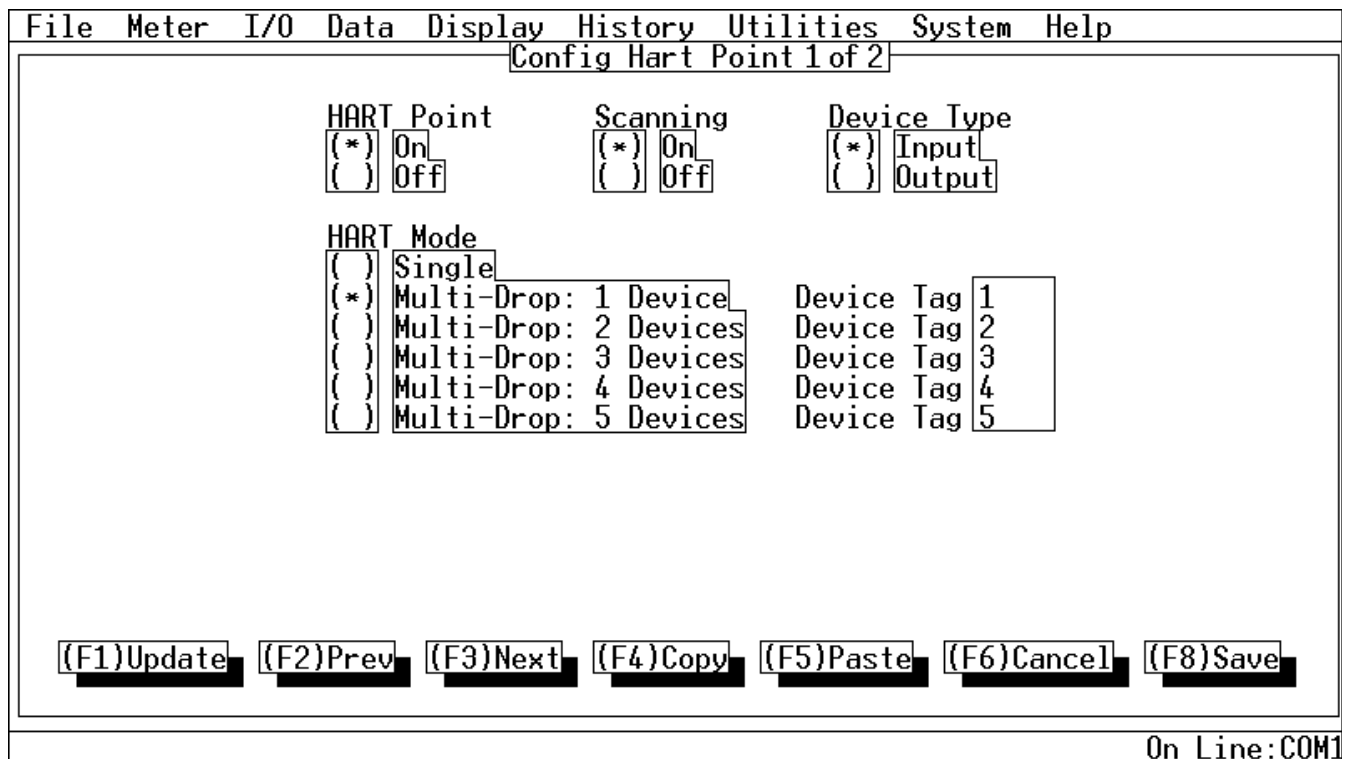 File Meter I/O Data Display History Utilities System Help
Config Hart Point 1 of 2
HART Point Scanning Device Type
(*) On (*) On (*) Input
( ) Off ( ) Off ( ) Output
HART Mode
( ) Single
(*) Multi-Drop: 1 Device Device Tag 1
( ) Multi-Drop: 2 Devices Device Tag 2
( ) Multi-Drop: 3 Devices Device Tag 3
( ) Multi-Drop: 4 Devices Device Tag 4
( ) Multi-Drop: 5 Devices Device Tag 5
(F1)Update (F2)Prev (F3)Next (F4)Copy (F5)Paste (F6)Cancel (F8)Save
On Line:COM1